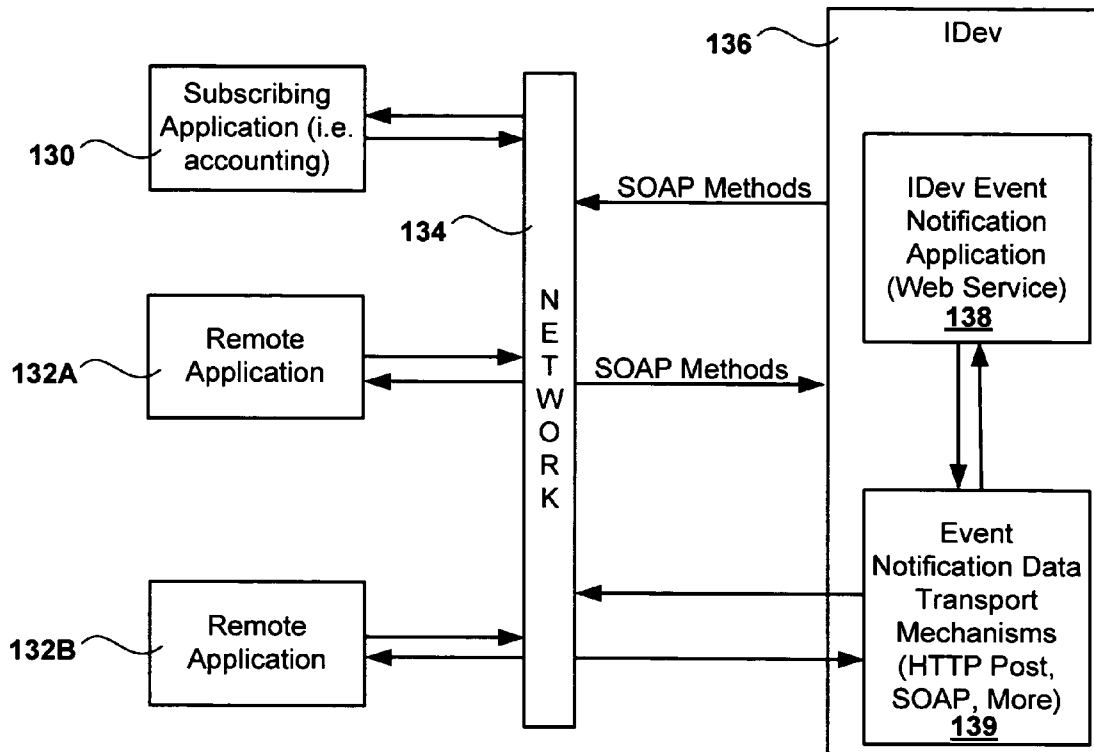 136
IDev
Subscribing
Application (i.e.
accounting)
130
134
SOAP Methods
IDev Event
Notification
Application
(Web Service)
138
NETWORK
Remote
Application
132A
SOAP Methods
Remote
Application
132B
Event
Notification Data
Transport
Mechanisms
(HTTP Post,
SOAP, More)
139